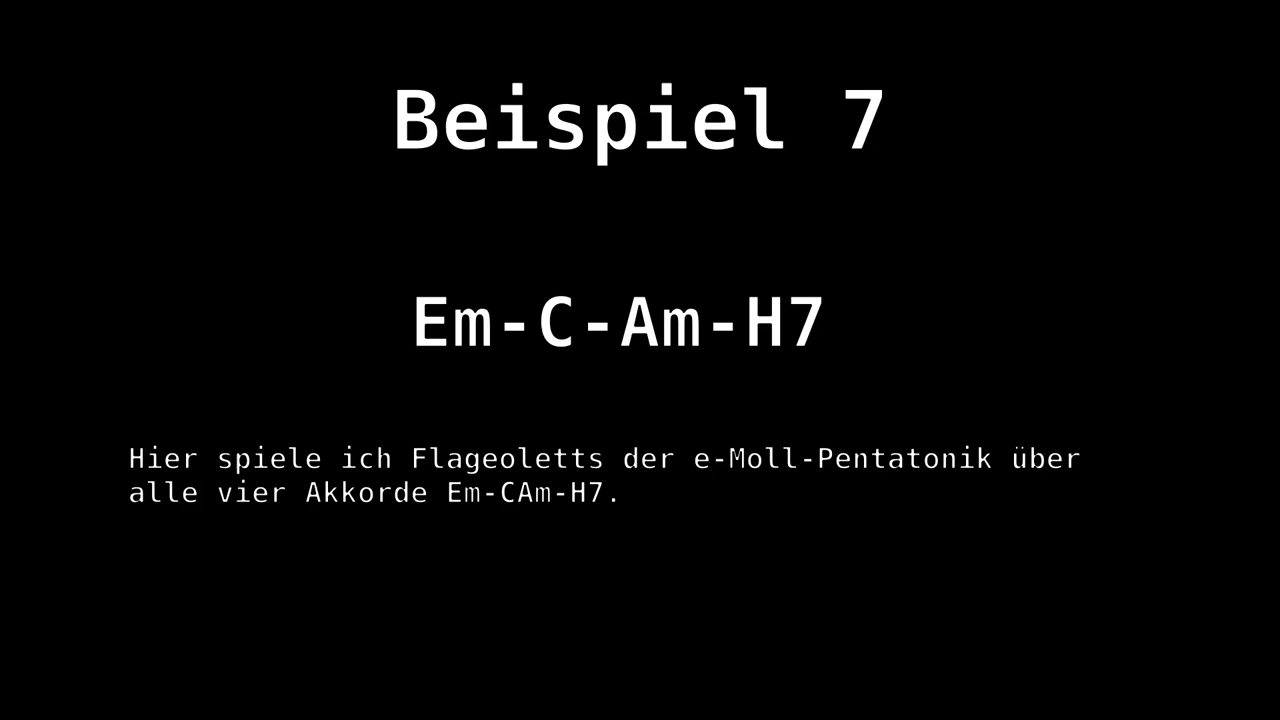 Beispiel 7
Em-C-Am-H7
Hier spiele ich Flageoletts der e-Moll-Pentatonik über
alle vier Akkorde Em-CAm-H7.